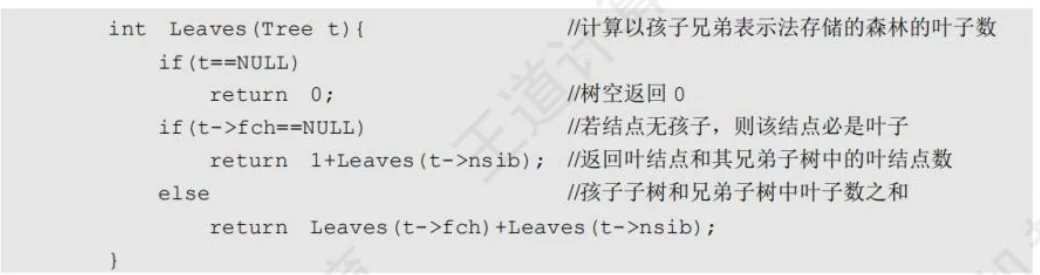 int Leaves(Tree t){ //计算以孩子兄弟表示法存储的森林的叶子数
if(t==NULL)
return 0; //树空返回 0
if(t->fch==NULL) //若结点无孩子，则该结点必是叶子
return 1+Leaves(t->nsib); //返回叶结点和其兄弟子树中的叶结点数
else //孩子子树和兄弟子树中叶子数之和
return Leaves(t->fch)+Leaves(t->nsib);
}